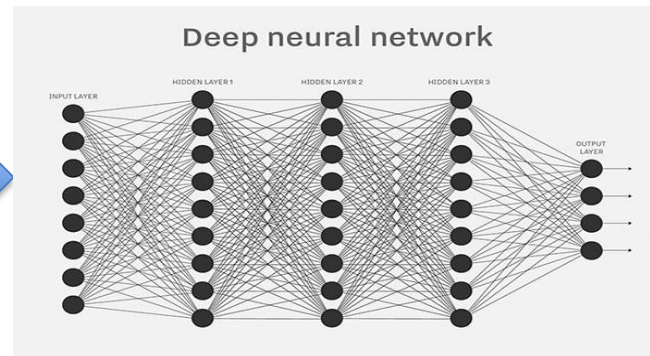 Deep neural network
INPUT LAYER
HIDDEN LAYER 1
HIDDEN LAYER 2
HIDDEN LAYER 3
OUTPUT
LAYER